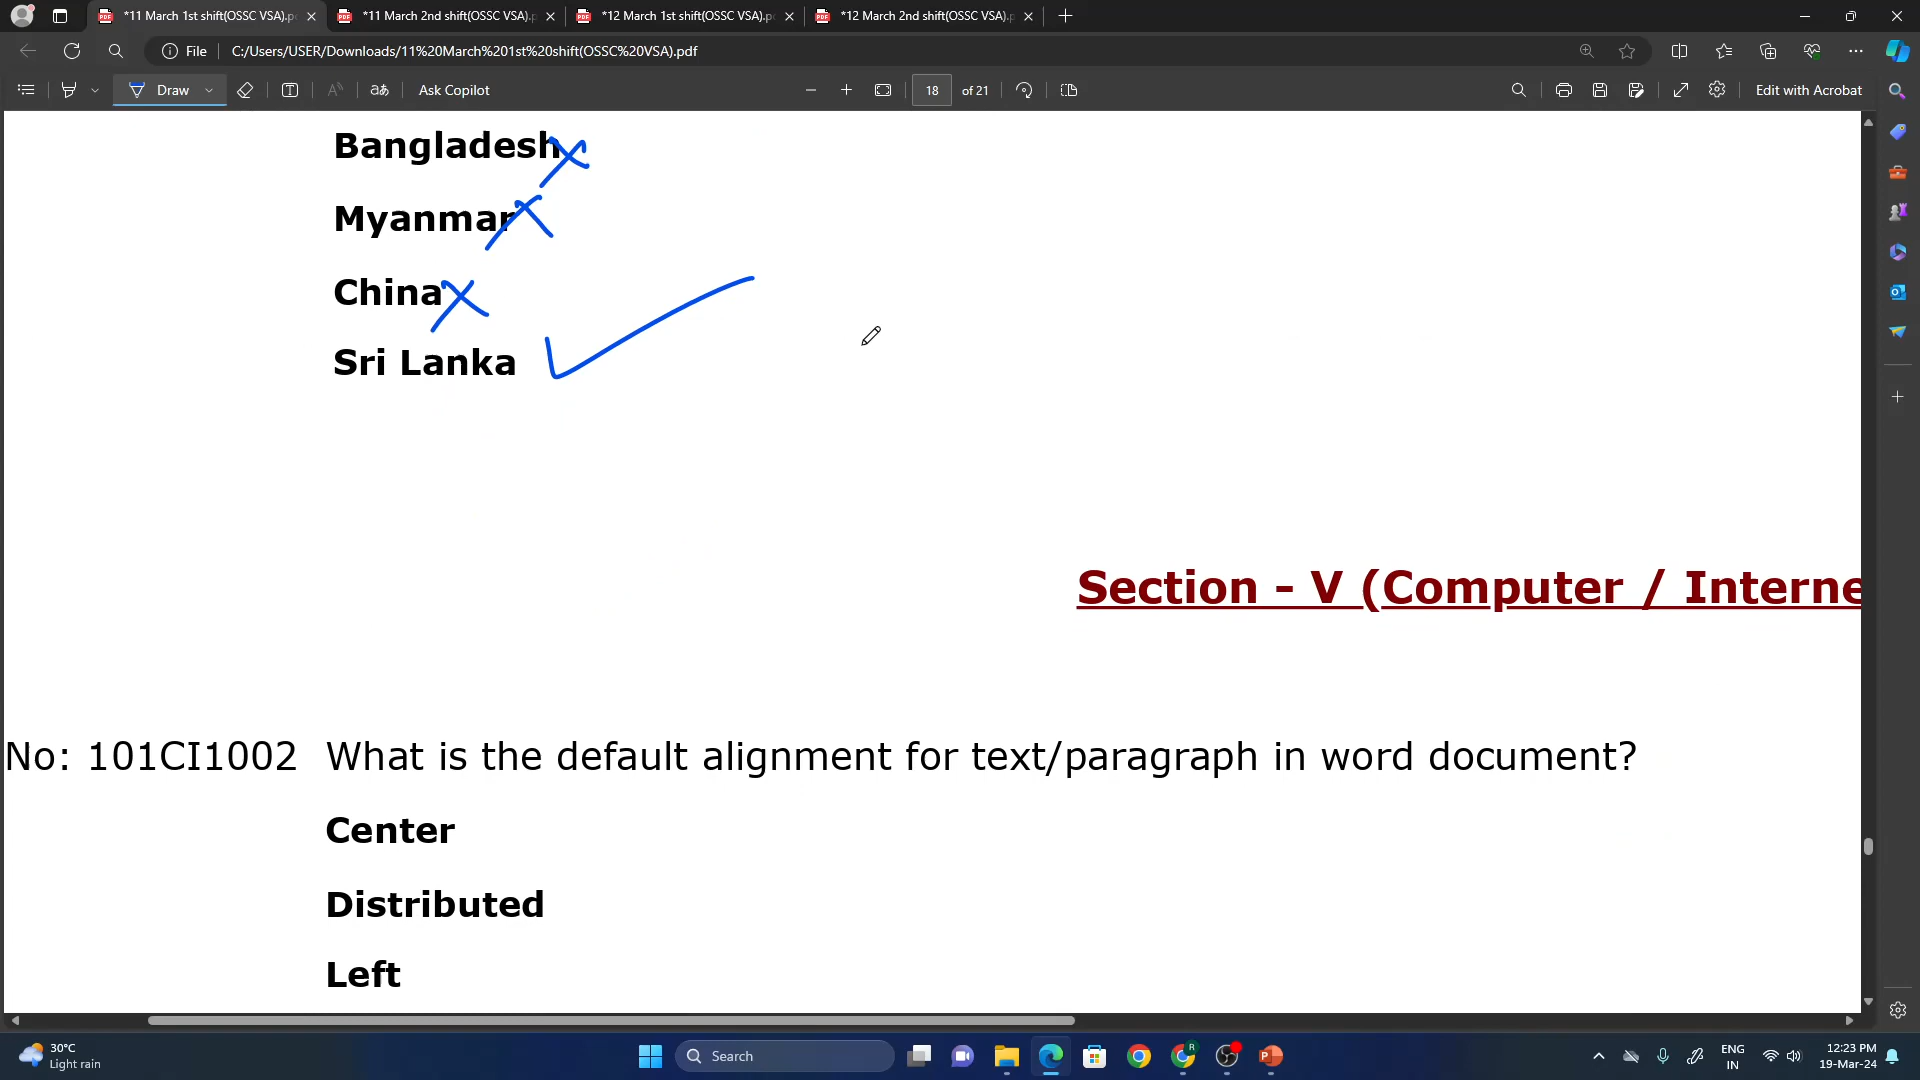 *11 March 1st shift(OSSC VSA).pd
*11 March 2nd shift(OSSC VSA).p
*12 March 1st shift(OSSC VSA).pd
*12 March 2nd shift(OSSC VSA).p
File
C:/Users/USER/Downloads/11%20March%201st%20shift(OSSC%20VSA).pdf
Draw
Ask Copilot
18 of 21
Edit with Acrobat
Bangladesh
Myanmar
China
Sri Lanka
Section - V (Computer / Interne
No: 101CI1002 What is the default alignment for text/paragraph in word document?
Center
Distributed
Left
30°C
Light rain
Search
ENG
IN
12:23 PM
19-Mar-24